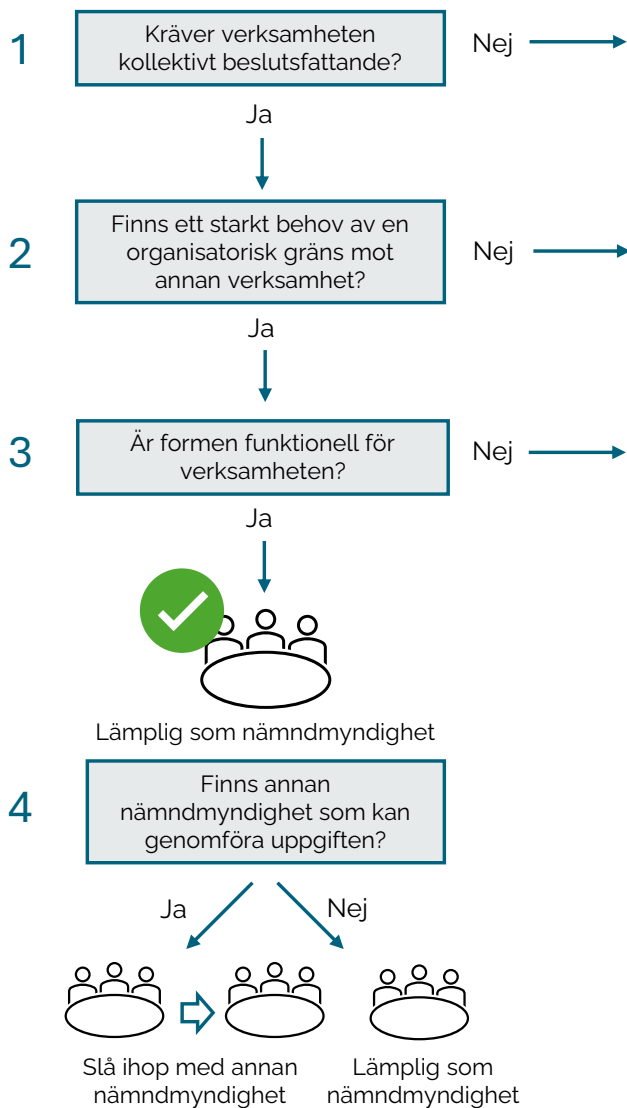 1
Kräver verksamheten
kollektivt beslutsfattande?
Nej
Ja
2
Finns ett starkt behov av en
organisatorisk gräns mot
annan verksamhet?
Nej
Ja
3
Är formen funktionell för
verksamheten?
Nej
Ja
Lämplig som nämndmyndighet
4
Finns annan
nämndmyndighet som kan
genomföra uppgiften?
Ja
Nej
Slå ihop med annan
nämndmyndighet
Lämplig som
nämndmyndighet